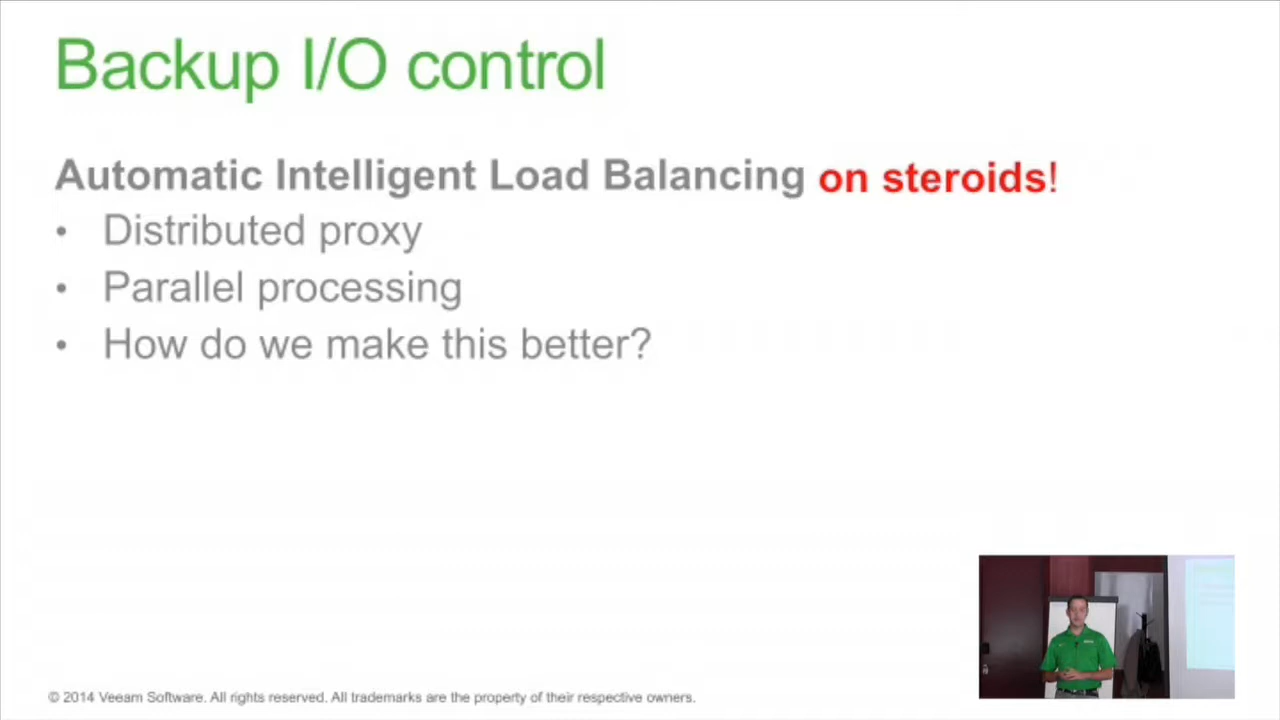 Backup I/O control
Automatic Intelligent Load Balancing on steroids!
• Distributed proxy
• Parallel processing
• How do we make this better?
© 2014 Veeam Software. All rights reserved. All trademarks are the property of their respective owners.